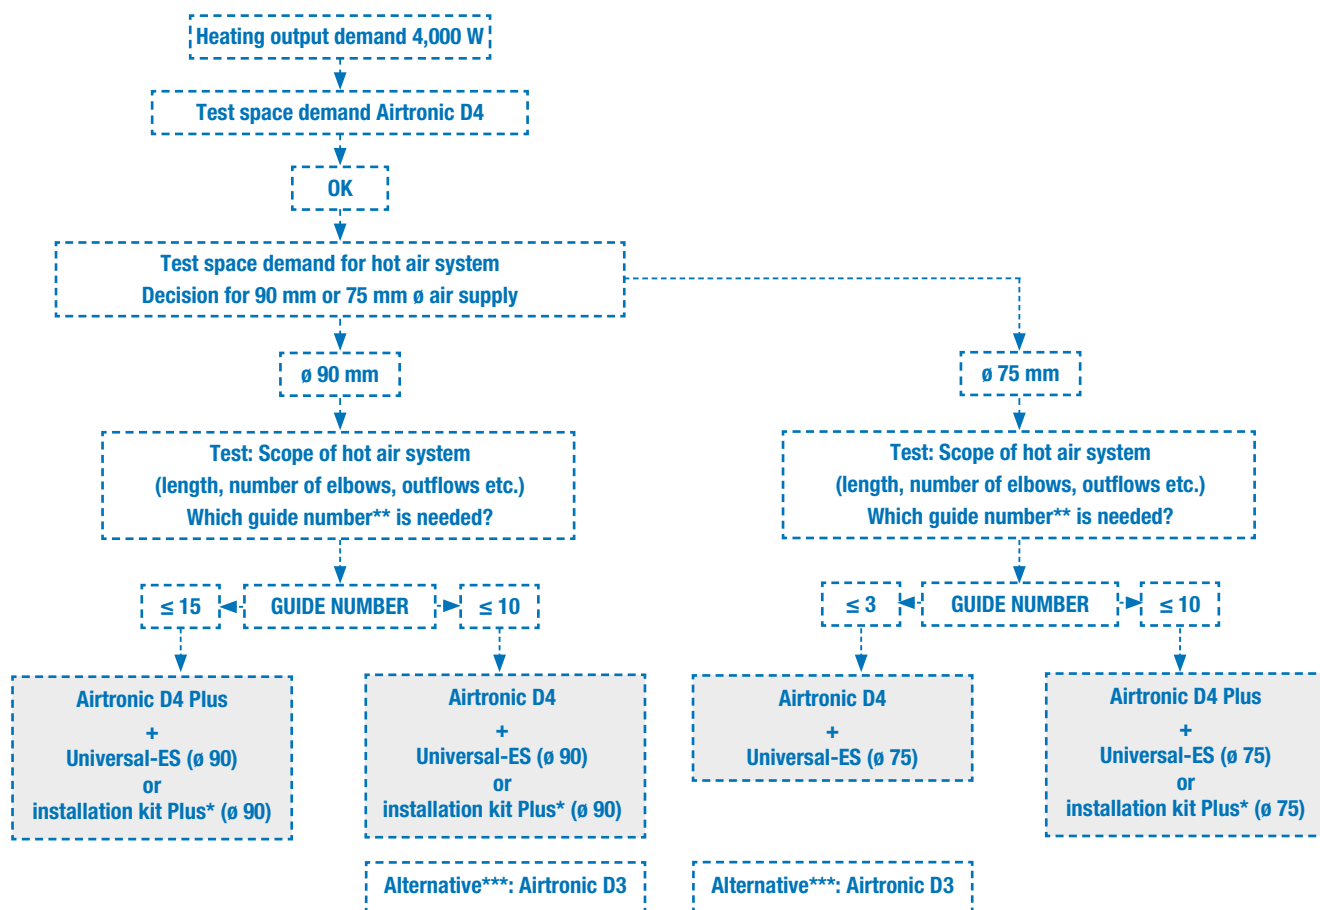 Heating output demand 4,000 W
Test space demand Airtronic D4
OK
Test space demand for hot air system
Decision for 90 mm or 75 mm ø air supply
ø 90 mm
ø 75 mm
Test: Scope of hot air system
(length, number of elbows, outflows etc.)
Which guide number** is needed?
Test: Scope of hot air system
(length, number of elbows, outflows etc.)
Which guide number** is needed?
≤ 15
GUIDE NUMBER
≤ 10
≤ 3
GUIDE NUMBER
≤ 10
Airtronic D4 Plus
+
Universal-ES (ø 90)
or
installation kit Plus* (ø 90)
Airtronic D4
+
Universal-ES (ø 90)
or
installation kit Plus* (ø 90)
Airtronic D4
+
Universal-ES (ø 75)
Airtronic D4 Plus
+
Universal-ES (ø 75)
or
installation kit Plus* (ø 75)
Alternative***: Airtronic D3
Alternative***: Airtronic D3